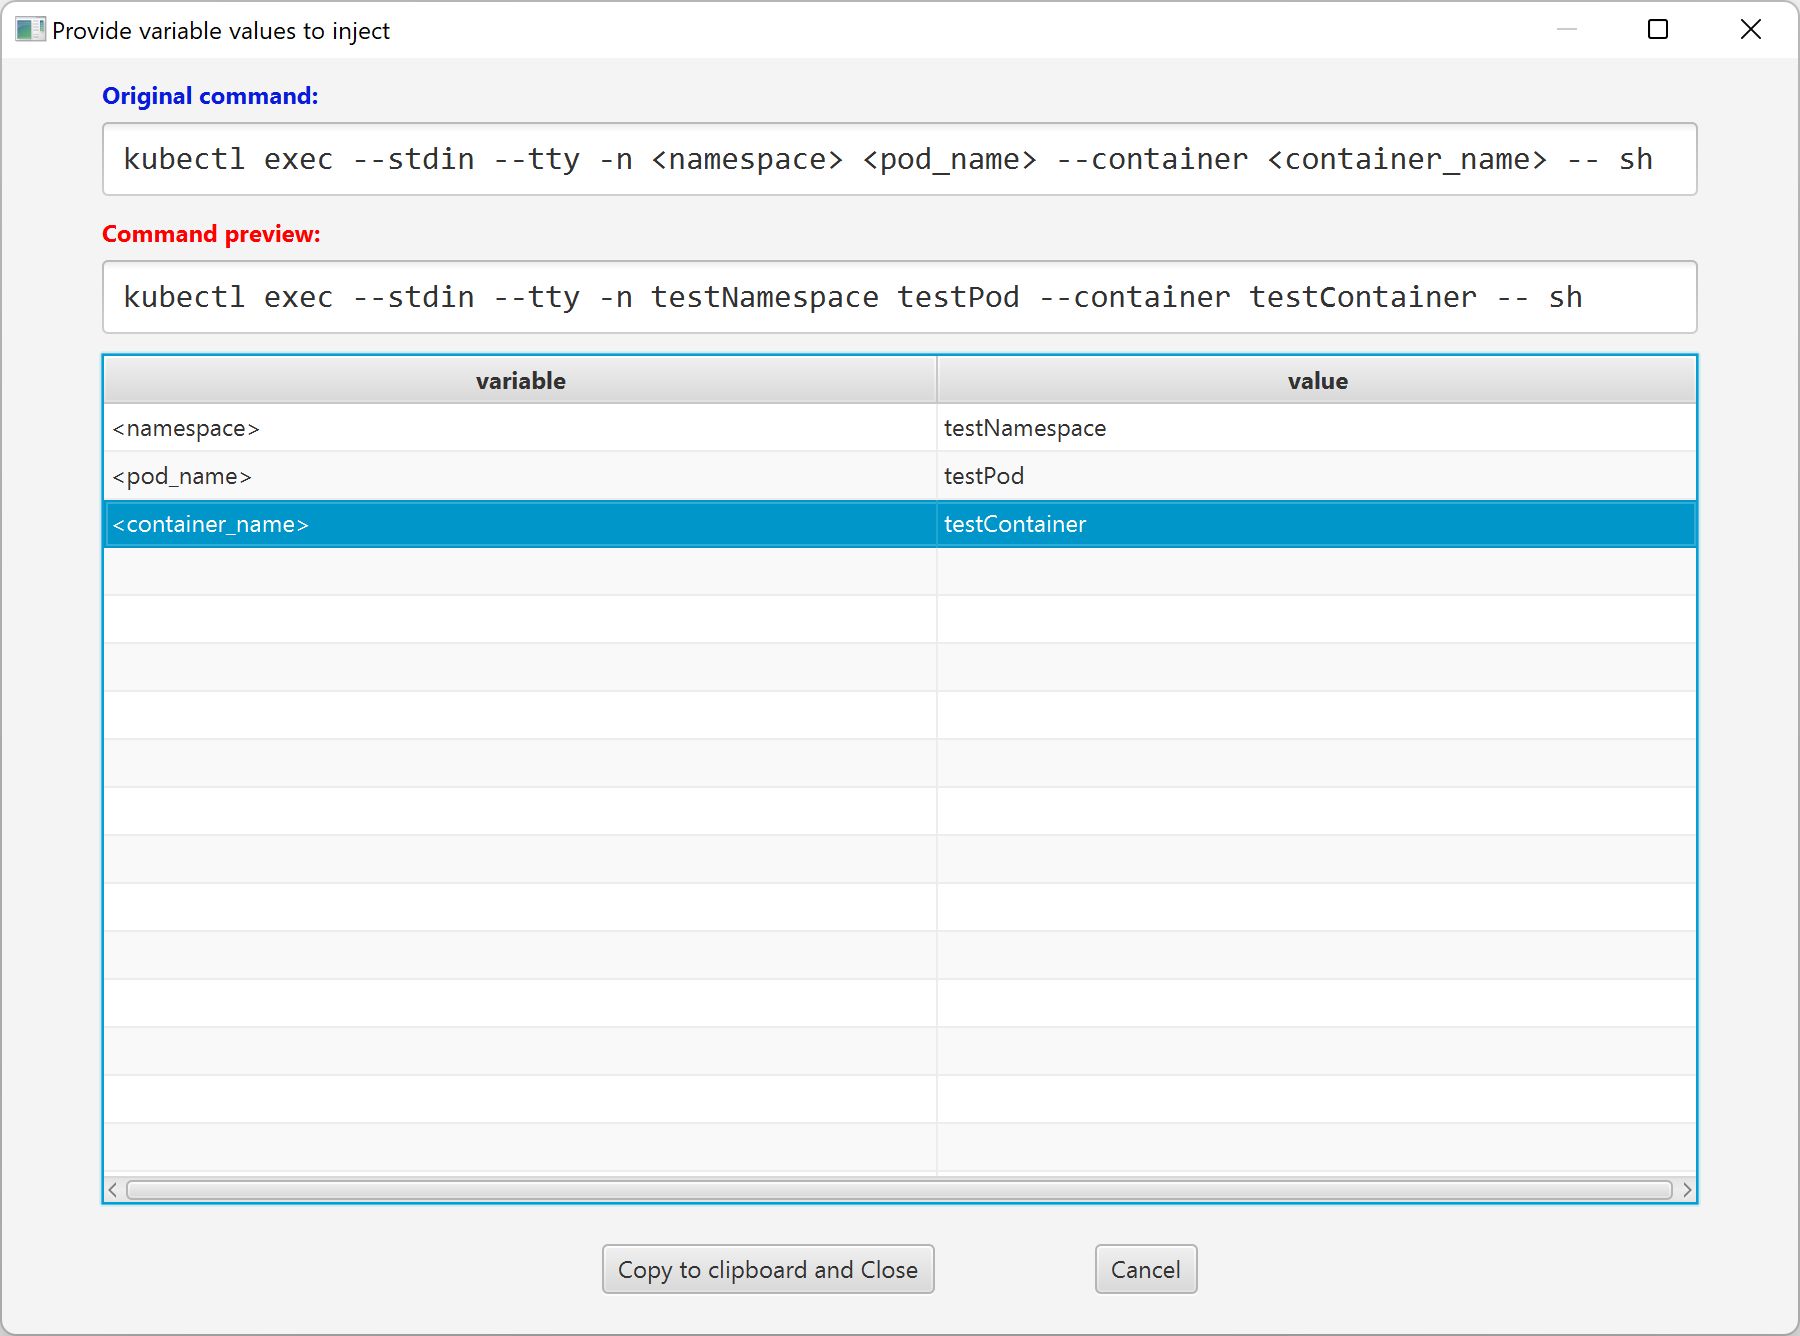 Provide variable values to inject
Original command:
kubectl exec --stdin --tty -n <namespace> <pod_name> --container <container_name> -- sh
Command preview:
kubectl exec --stdin --tty -n testNamespace testPod --container testContainer -- sh
variable value
<namespace> testNamespace
<pod_name> testPod
<container_name> testContainer
Copy to clipboard and Close Cancel